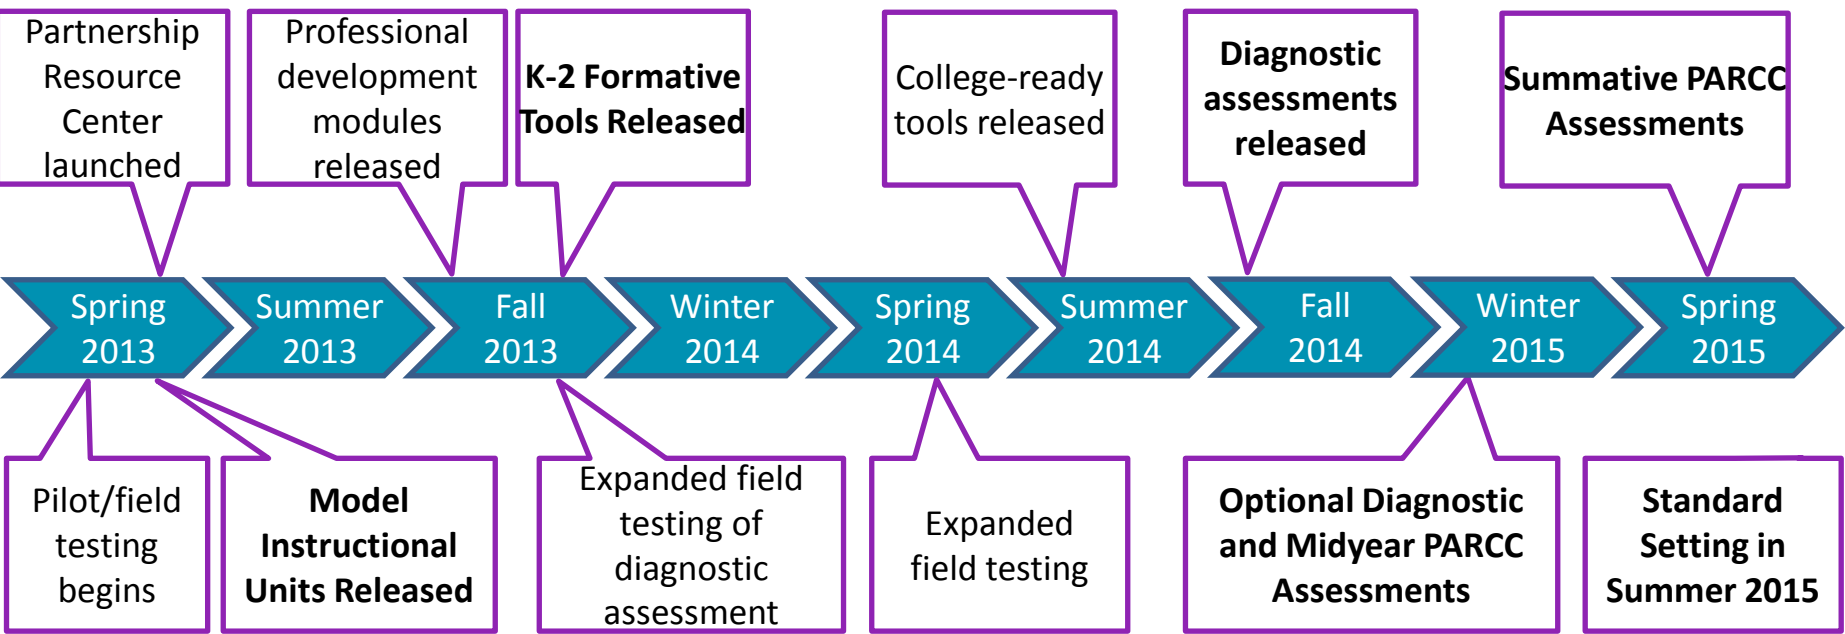 Partnership
Resource
Center
launched
Professional
development
modules
released
K-2 Formative
Tools Released
College-ready
tools released
Diagnostic
assessments
released
Summative PARCC
Assessments
Spring
2013
Summer
2013
Fall
2013
Winter
2014
Spring
2014
Summer
2014
Fall
2014
Winter
2015
Spring
2015
Pilot/field
testing
begins
Model
Instructional
Units Released
Expanded field
testing of
diagnostic
assessment
Expanded
field testing
Optional Diagnostic
and Midyear PARCC
Assessments
Standard
Setting in
Summer 2015